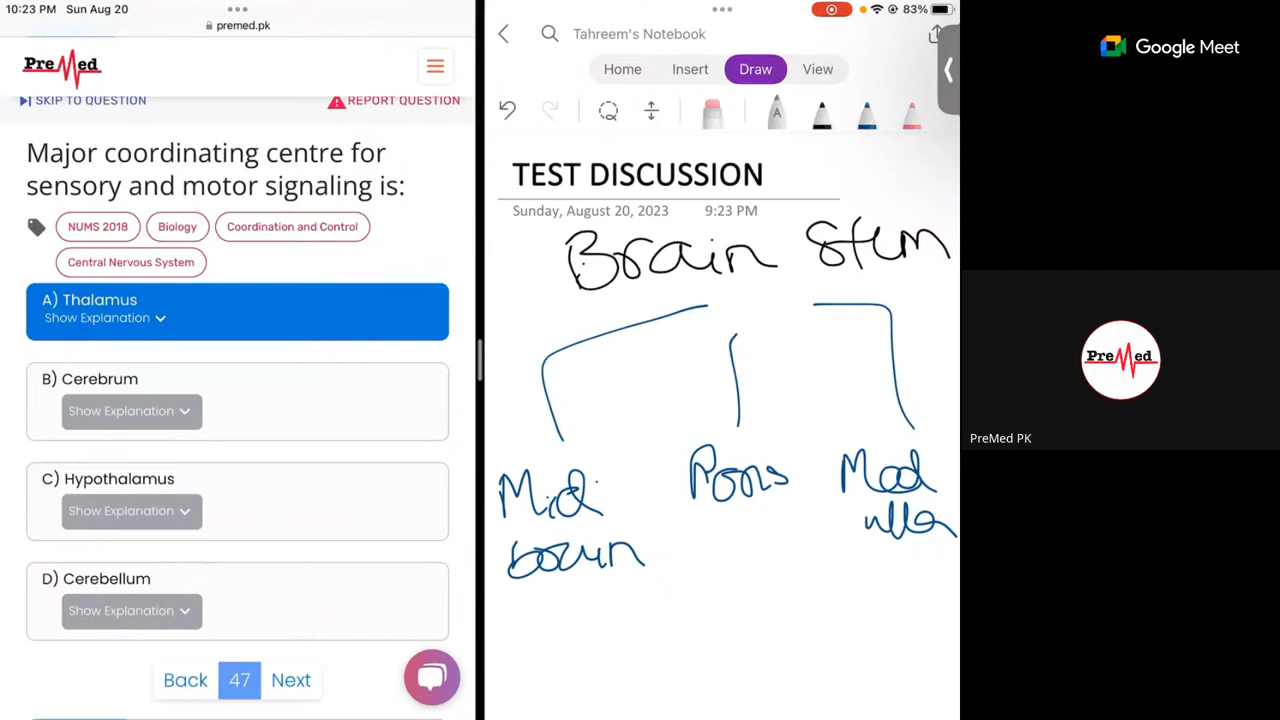 10:23 PM Sun Aug 20
premed.pk
PreMed
SKIP TO QUESTION
REPORT QUESTION
Major coordinating centre for
sensory and motor signaling is:
NUMS 2018
Biology
Coordination and Control
Central Nervous System
A) Thalamus
Show Explanation
B) Cerebrum
Show Explanation
C) Hypothalamus
Show Explanation
D) Cerebellum
Show Explanation
Back
47
Next
83%
Tahreem's Notebook
Home
Insert
Draw
View
A
TEST DISCUSSION
Sunday, August 20, 2023
9:23 PM
Brain Stem
Mid
brain
Pons
Med
ulla
Google Meet
PreMed
PreMed PK